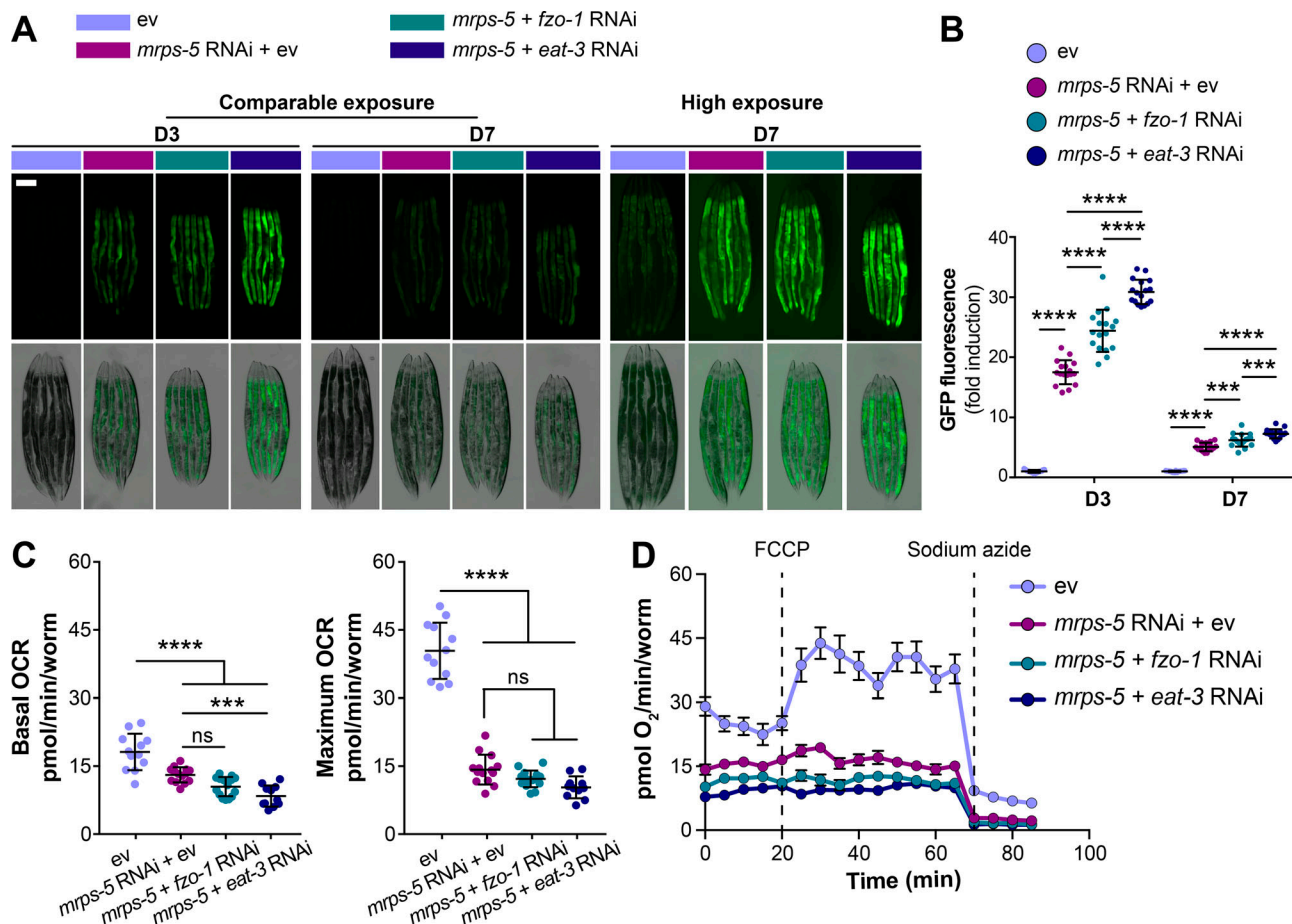 A
ev
mrps-5 RNAi + ev
mrps-5 + fzo-1 RNAi
mrps-5 + eat-3 RNAi
Comparable exposure
High exposure
D3
D7
D7
B
ev
mrps-5 RNAi + ev
mrps-5 + fzo-1 RNAi
mrps-5 + eat-3 RNAi
GFP fluorescence
(fold induction)
40
30
20
10
0
****
****
****
****
****
***
***
****
D3
D7
C
Basal OCR
pmol/min/worm
60
45
30
15
0
****
***
ns
ev
mrps-5 RNAi + ev
mrps-5 + fzo-1 RNAi
mrps-5 + eat-3 RNAi
Maximum OCR
pmol/min/worm
60
45
30
15
0
****
ns
ev
mrps-5 RNAi + ev
mrps-5 + fzo-1 RNAi
mrps-5 + eat-3 RNAi
D
FCCP
Sodium azide
pmol O₂/min/worm
60
45
30
15
0
0 20 40 60 80 100
Time (min)
ev
mrps-5 RNAi + ev
mrps-5 + fzo-1 RNAi
mrps-5 + eat-3 RNAi